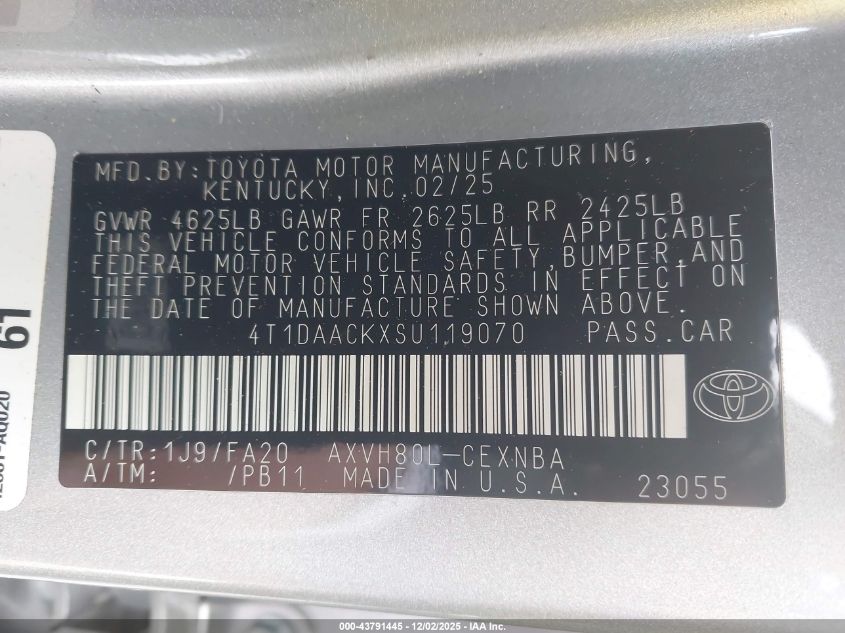 MFD.BY:TOYOTA MOTOR MANUFACTURING,
KENTUCKY,INC.02/25
GVWR 4625LB GAWR FR 2625LB RR 2425LB
THIS VEHICLE CONFORMS TO ALL APPLICABLE
FEDERAL MOTOR VEHICLE SAFETY,BUMPER,AND
THEFT PREVENTION STANDARDS IN EFFECT ON
THE DATE OF MANUFACTURE SHOWN ABOVE.
4T1DAACKXSU119070 PASS.CAR
C/TR:1J9/FA20 AXVH80L-CEXNBA
A/TM: /PB11 MADE IN U.S.A. 23055
61
000-43791445 - 12/02/2025 - IAA Inc.